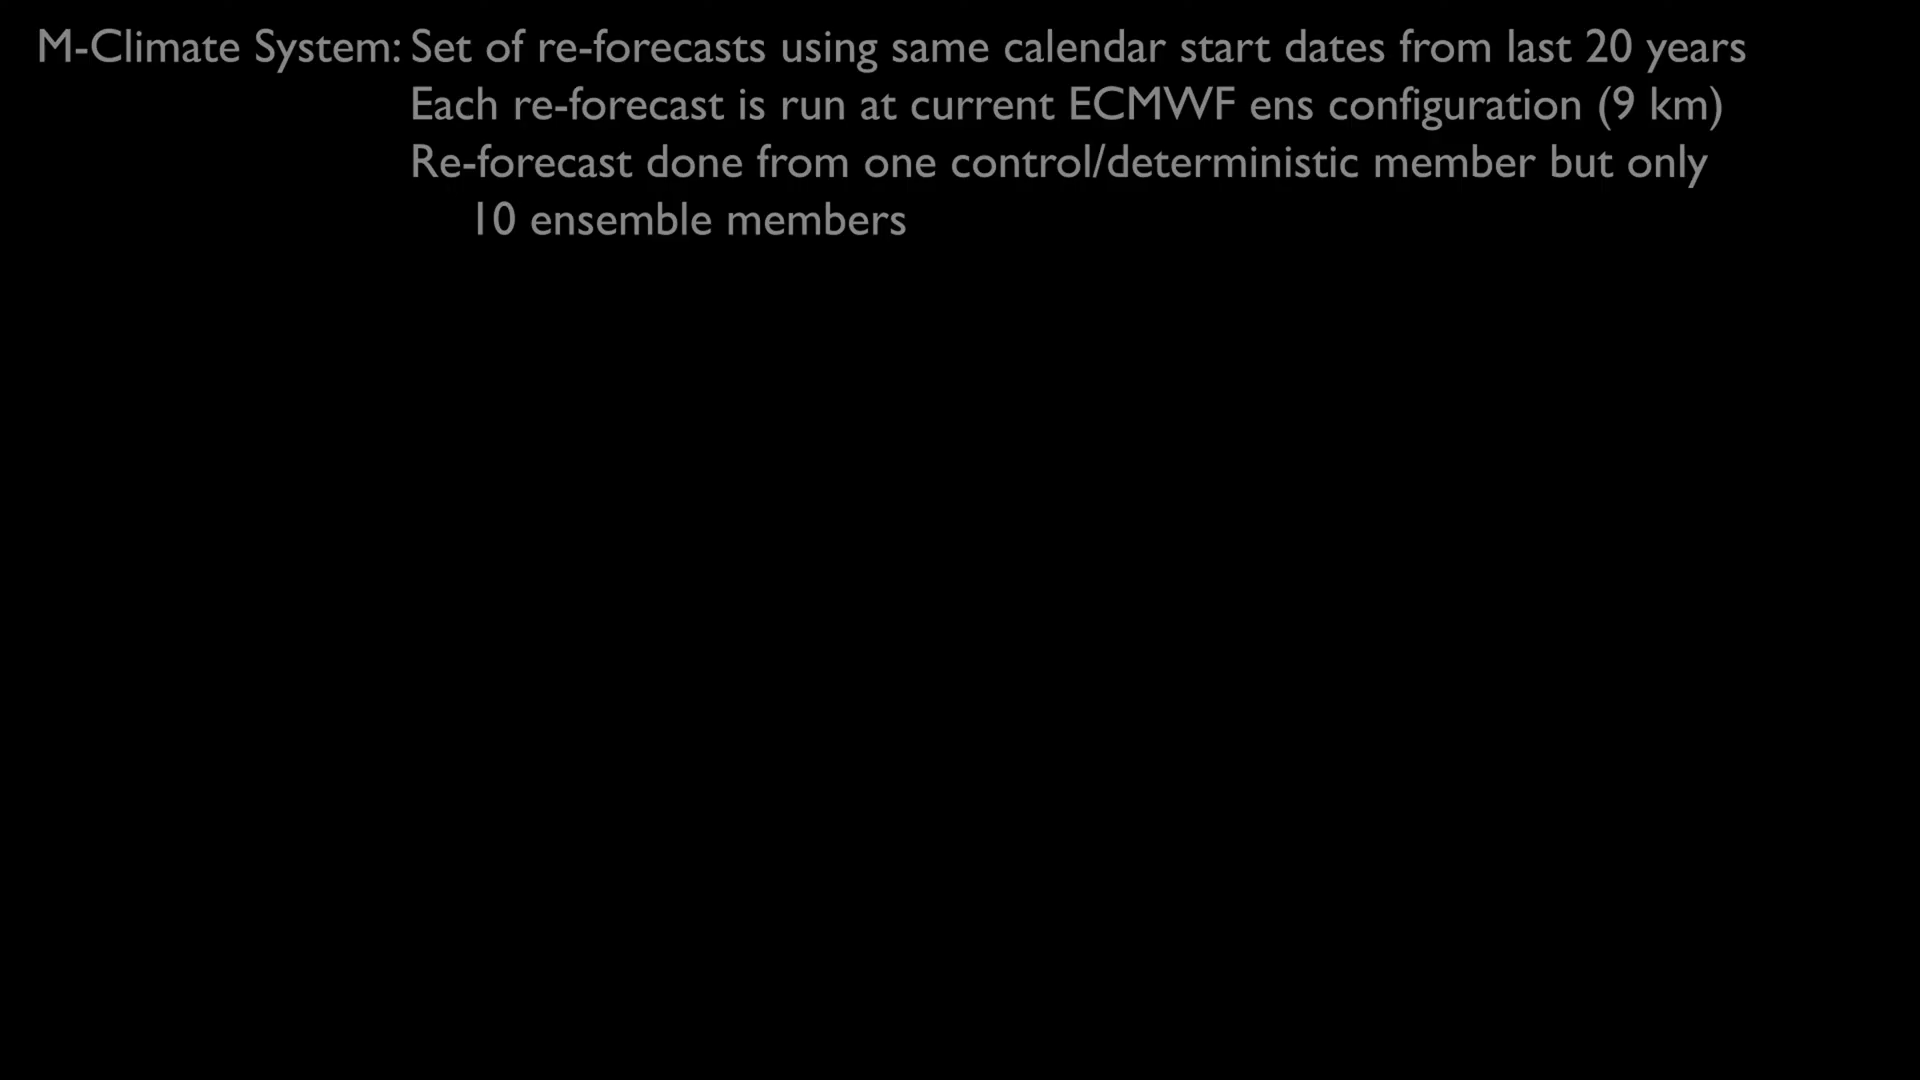 M-Climate System: Set of re-forecasts using same calendar start dates from last 20 years
Each re-forecast is run at current ECMWF ens configuration (9 km)
Re-forecast done from one control/deterministic member but only
10 ensemble members